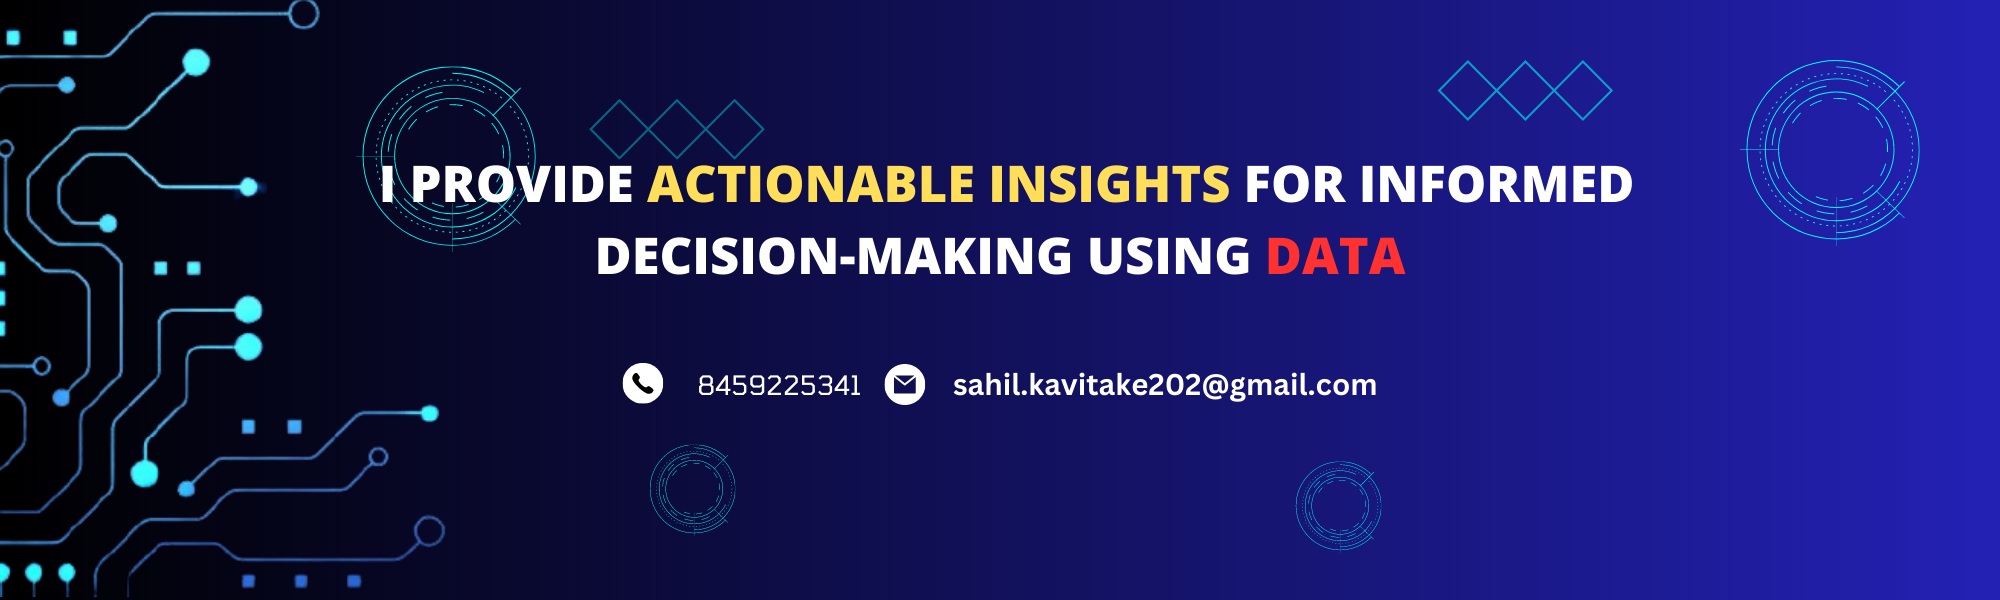 I PROVIDE ACTIONABLE INSIGHTS FOR INFORMED
DECISION-MAKING USING DATA
8459225341 sahil.kavitake202@gmail.com